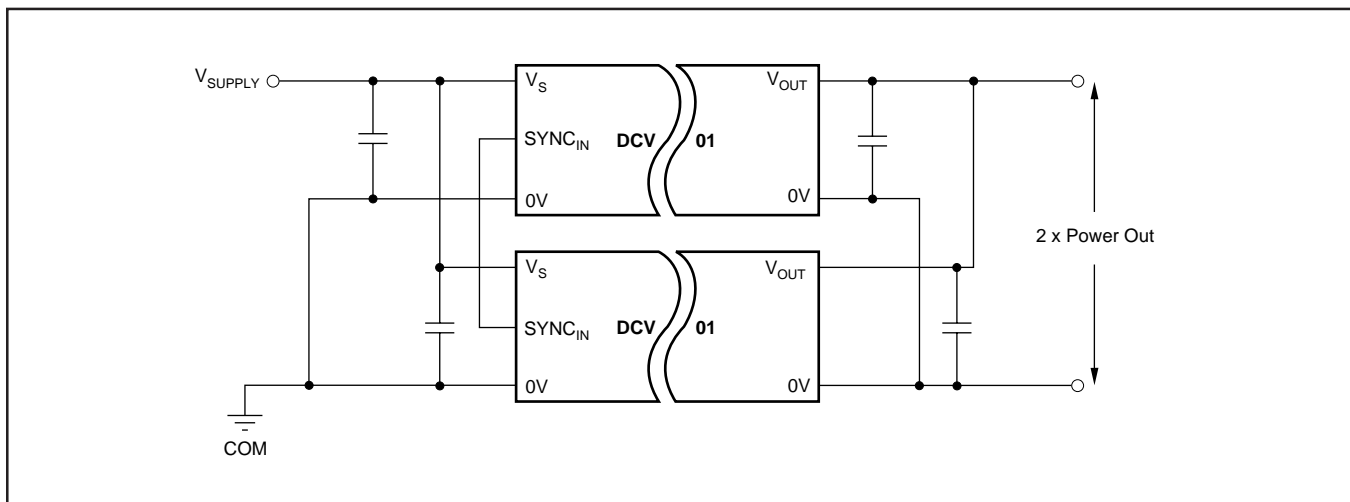 V_SUPPLY
V_S
SYNC_IN
0V
DCV 01
V_OUT
0V
V_S
SYNC_IN
0V
DCV 01
V_OUT
0V
2 x Power Out
COM